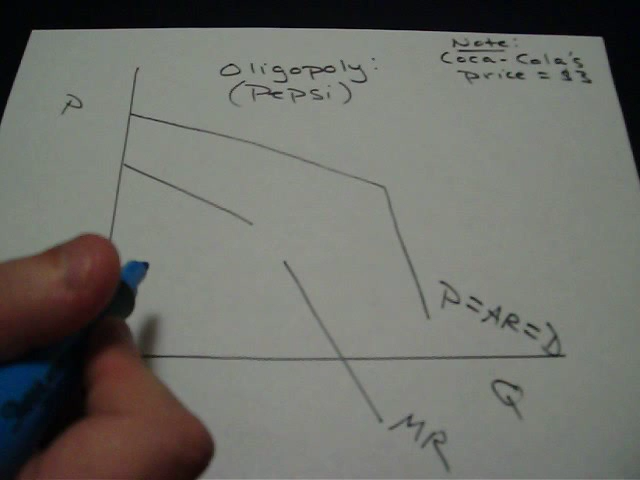 Note:
Coca-Cola's
price = $3
Oligopoly:
(Pepsi)
P
P=AR=D
Q
MR